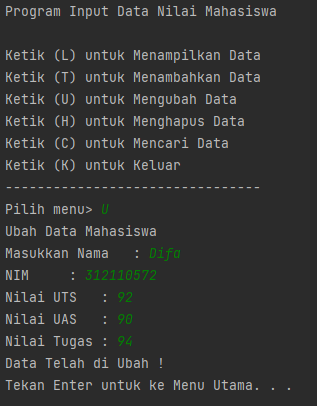 Program Input Data Nilai Mahasiswa
Ketik (L) untuk Menampilkan Data
Ketik (T) untuk Menambahkan Data
Ketik (U) untuk Mengubah Data
Ketik (H) untuk Menghapus Data
Ketik (C) untuk Mencari Data
Ketik (K) untuk Keluar
--------------------------------
Pilih menu> U
Ubah Data Mahasiswa
Masukkan Nama   : Difa
NIM     : 312110572
Nilai UTS   : 92
Nilai UAS   : 90
Nilai Tugas : 94
Data Telah di Ubah !
Tekan Enter untuk ke Menu Utama. . .